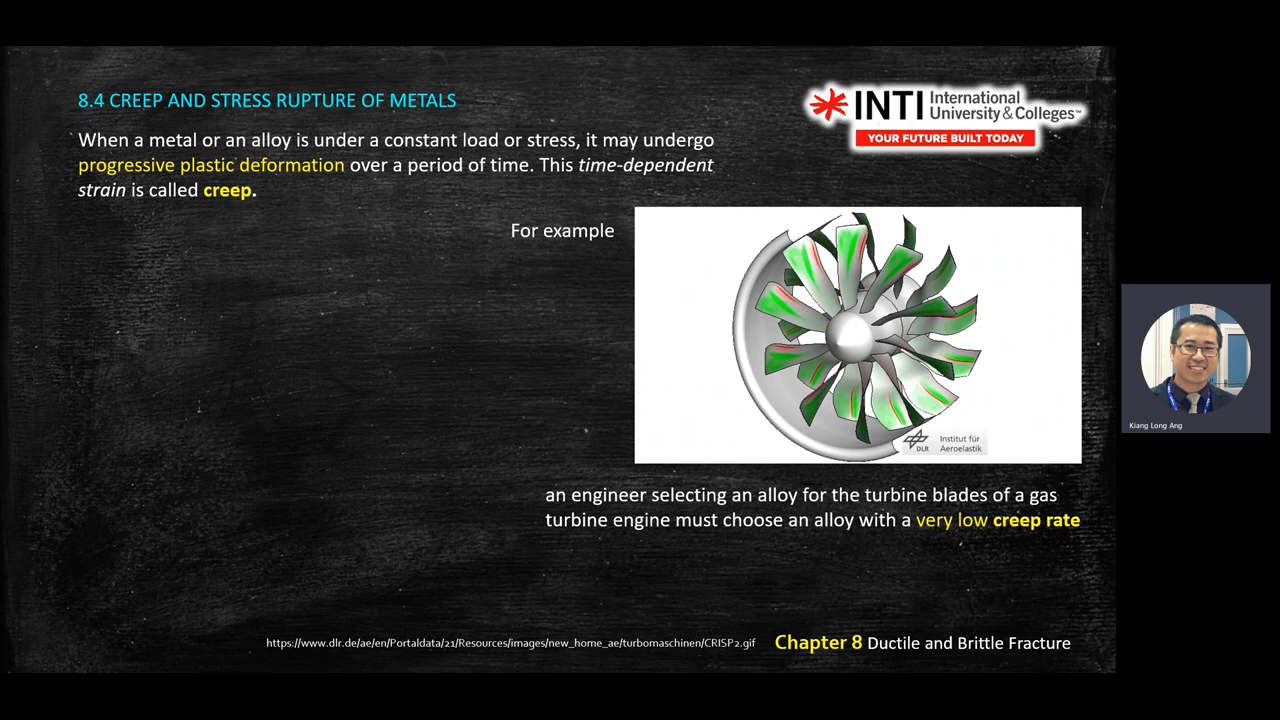 8.4 CREEP AND STRESS RUPTURE OF METALS
INTI International
University & Colleges™
YOUR FUTURE BUILT TODAY
When a metal or an alloy is under a constant load or stress, it may undergo
progressive plastic deformation over a period of time. This time-dependent
strain is called creep.
For example
DLR
Institut für
Aeroelastik
Kiang Long Ang
an engineer selecting an alloy for the turbine blades of a gas
turbine engine must choose an alloy with a very low creep rate
https://www.dlr.de/ae/en/Portaldata/21/Resources/images/new_home_ae/turbomaschinen/CRISP2.gif
Chapter 8 Ductile and Brittle Fracture